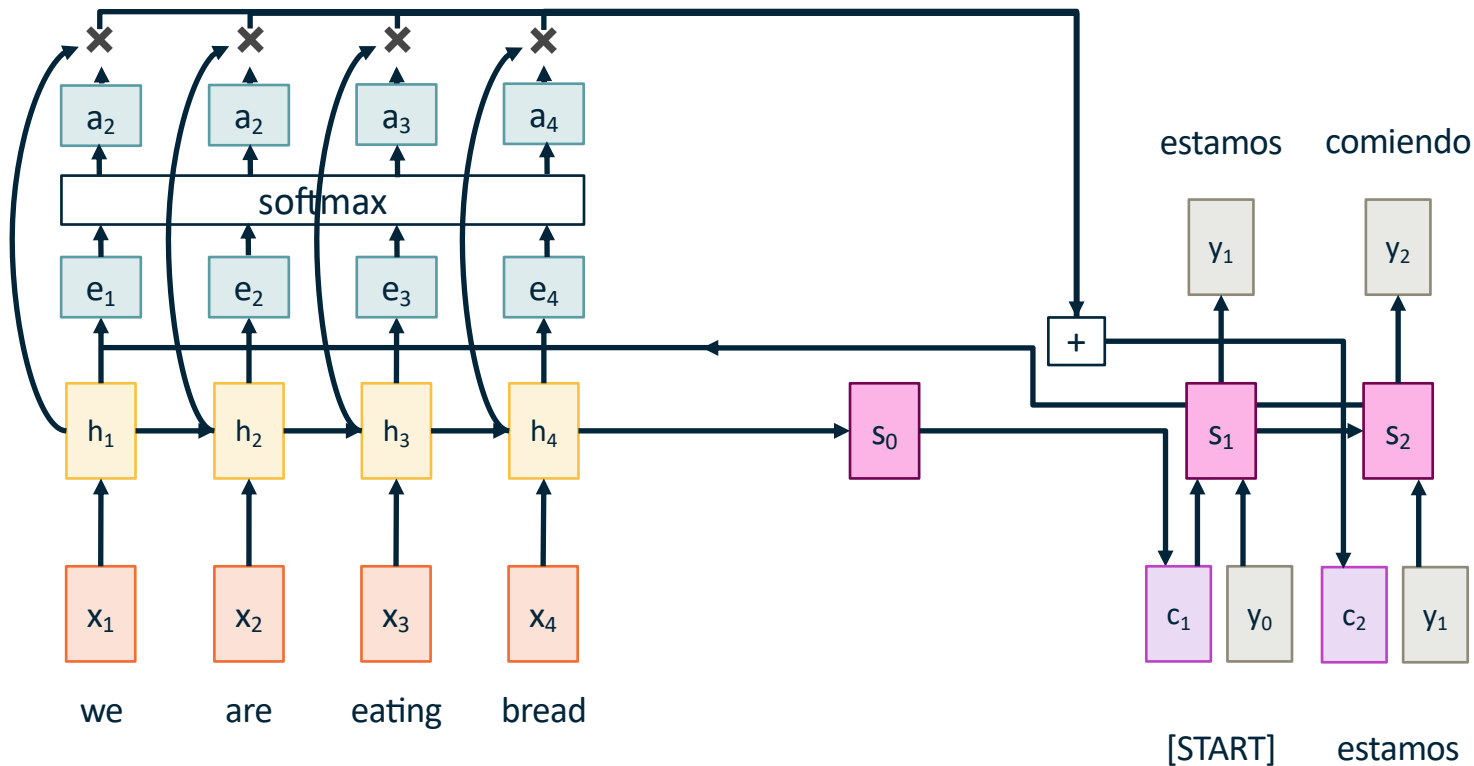 a₂ a₂ a₃ a₄
estamos comiendo
softmax
y₁ y₂
e₁ e₂ e₃ e₄
+
h₁ h₂ h₃ h₄ s₀ s₁ s₂
x₁ x₂ x₃ x₄ c₁ y₀ c₂ y₁
we are eating bread
[START] estamos